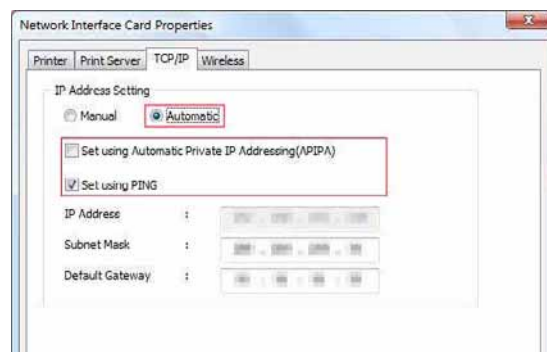 Network Interface Card Properties
Printer Print Server TCP/IP Wireless
IP Address Setting
Manual Automatic
Set using Automatic Private IP Addressing(APIPA)
Set using PING
IP Address :
Subnet Mask :
Default Gateway :